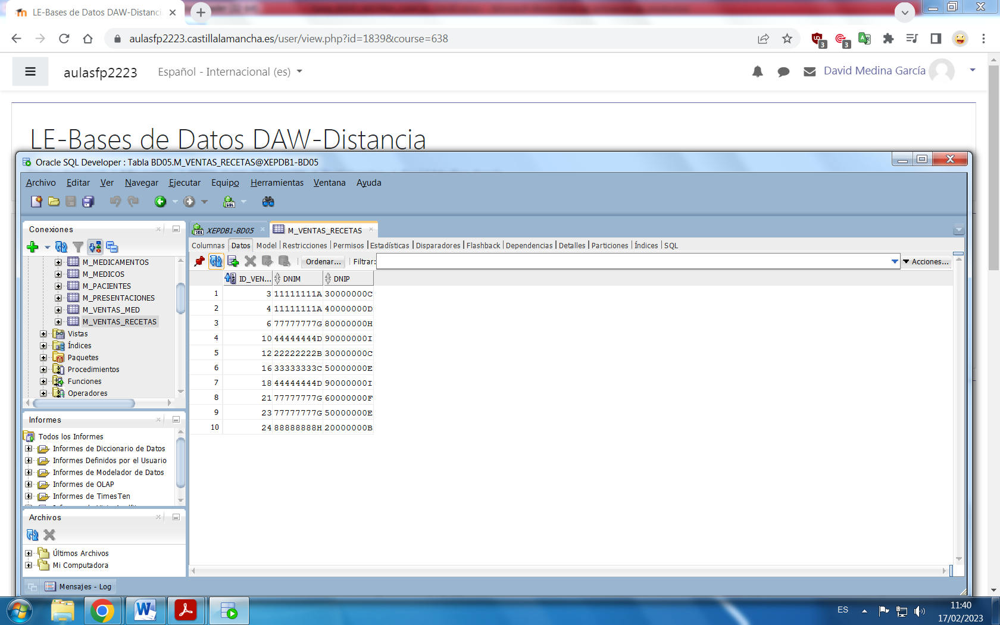 LE-Bases de Datos DAW-Distancia
aulasfp2223.castillalamancha.es/user/view.php?id=1839&course=638
3
3
aulasfp2223
Español - Internacional (es)
David Medina García
LE-Bases de Datos DAW-Distancia
Oracle SQL Developer : Tabla BD05.M_VENTAS_RECETAS@XEPDB1-BD05
Archivo Editar Ver Navegar Ejecutar Equipo Herramientas Ventana Ayuda
Conexiones
M_MEDICAMENTOS
M_MEDICOS
M_PACIENTES
M_PRESENTACIONES
M_VENTAS_MED
M_VENTAS_RECETAS
Vistas
Índices
Paquetes
Procedimientos
Funciones
Operadores
Informes
Todos los Informes
Informes de Diccionario de Datos
Informes Definidos por el Usuario
Informes de Modelador de Datos
Informes de OLAP
Informes de TimesTen
Archivos
Últimos Archivos
Mi Computadora
XEPDB1-BD05
M_VENTAS_RECETAS
Columnas Datos Model Restricciones Permisos Estadísticas Disparadores Flashback Dependencias Detalles Particiones Índices SQL
Ordenar... Filtrar: Acciones...
ID_VEN... DNIM DNIP
1 3 11111111A 30000000C
2 4 11111111A 40000000D
3 6 77777777G 80000000H
4 10 44444444D 90000000I
5 12 22222222B 30000000C
6 16 33333333C 50000000E
7 18 44444444D 90000000I
8 21 77777777G 60000000F
9 23 77777777G 50000000E
10 24 88888888H 20000000B
Mensajes - Log
ES
11:40
17/02/2023